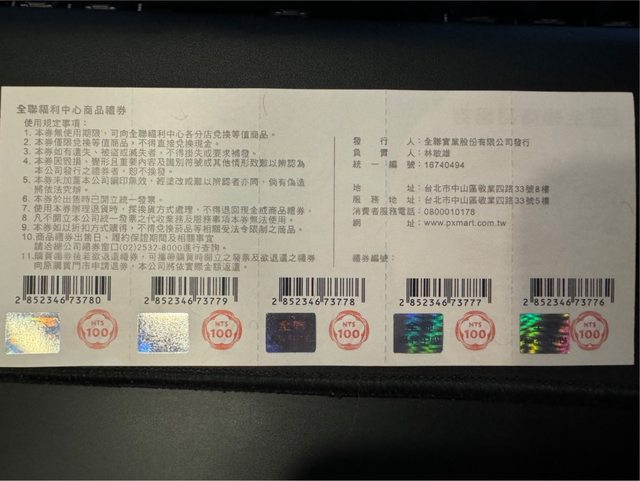 全聯福利中心商品禮券
使用規定事項：
1. 本券無使用期限，可向全聯福利中心各分店兌換等值商品。
2. 本券僅限兌換商品，不得直接兌換現金。
3. 本券如有遺失、被盜或滅失者，不得掛失或要求補發。
4. 本券因毀損、變形且重要內容及識別符號或其他情形致難以辨認為
本公司發行之禮券者，恕不換發。
5. 本券未加蓋本公司鋼印無效，經塗改或難以辨認者亦同，倘有偽造
將依法究辦。
6. 本券於出售時已開立統一發票。
7. 使用本券辦理退貨時，採換貨方式處理，不得退回現金或商品禮券。
8. 凡不開立本公司統一發票之代收業務及服務事項本券無法使用。
9. 本券如以折扣方式購得，不得兌換菸品等相關受法令限制之商品。
10. 商品禮券出售日、履約保證期間及相關事宜
請洽辦公司總券窗口(02)2537-8000進行查詢。
11. 購買禮券後若欲退還禮券，可攜帶購買時開立之發票及欲退還之禮券
向原購買門市申請退券，本公司將依實際金額返還。
發行人：全聯實業股份有限公司發行
負責人：林敏雄
統一編號：16740494
地址：台北市中山區敬業四路33號8樓
服務地址：台北市中山區敬業四路33號5樓
消費者服務電話：0800010178
網址：www.pxmart.com.tw
禮券編號：
2 852346 73780
2 852346 73779
2 852346 73778
2 852346 73777
2 852346 73776
NT$ 100
NT$ 100
全聯
NT$ 100
NT$ 100
NT$ 100